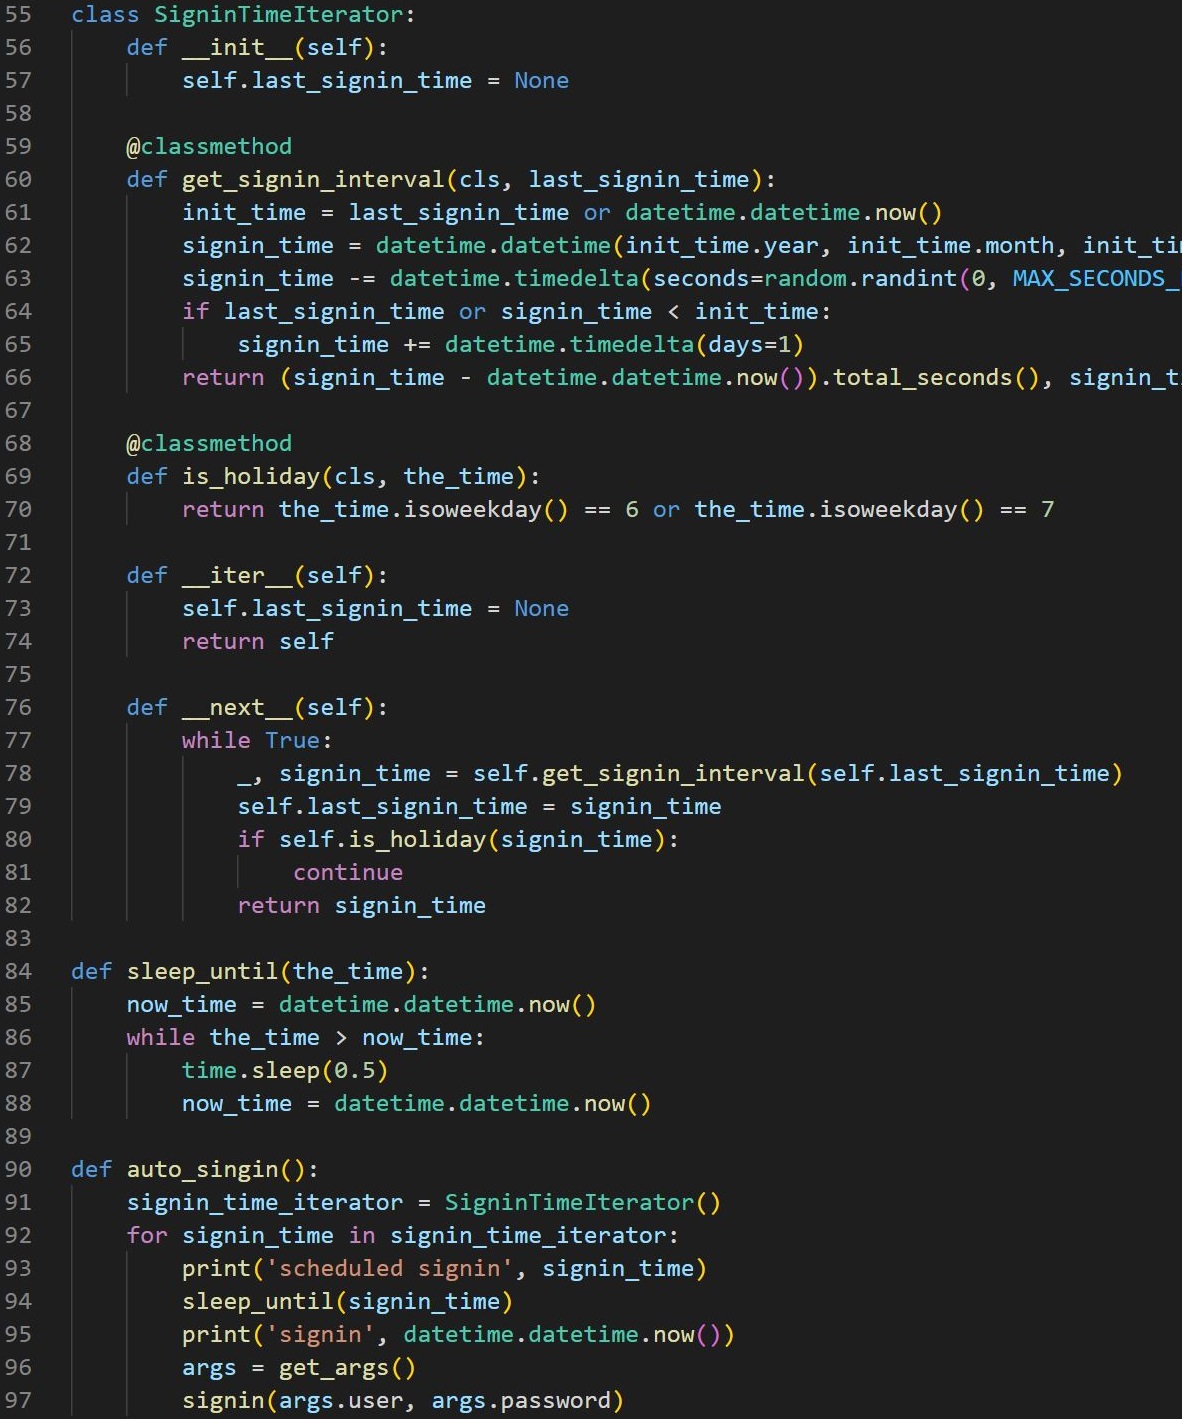 55 class SigninTimeIterator:
56     def __init__(self):
57         self.last_signin_time = None
58
59     @classmethod
60     def get_signin_interval(cls, last_signin_time):
61         init_time = last_signin_time or datetime.datetime.now()
62         signin_time = datetime.datetime(init_time.year, init_time.month, init_ti
63         signin_time -= datetime.timedelta(seconds=random.randint(0, MAX_SECONDS_
64         if last_signin_time or signin_time < init_time:
65             signin_time += datetime.timedelta(days=1)
66         return (signin_time - datetime.datetime.now()).total_seconds(), signin_t
67
68     @classmethod
69     def is_holiday(cls, the_time):
70         return the_time.isoweekday() == 6 or the_time.isoweekday() == 7
71
72     def __iter__(self):
73         self.last_signin_time = None
74         return self
75
76     def __next__(self):
77         while True:
78             _, signin_time = self.get_signin_interval(self.last_signin_time)
79             self.last_signin_time = signin_time
80             if self.is_holiday(signin_time):
81                 continue
82             return signin_time
83
84 def sleep_until(the_time):
85     now_time = datetime.datetime.now()
86     while the_time > now_time:
87         time.sleep(0.5)
88         now_time = datetime.datetime.now()
89
90 def auto_singin():
91     signin_time_iterator = SigninTimeIterator()
92     for signin_time in signin_time_iterator:
93         print('scheduled signin', signin_time)
94         sleep_until(signin_time)
95         print('signin', datetime.datetime.now())
96         args = get_args()
97         signin(args.user, args.password)